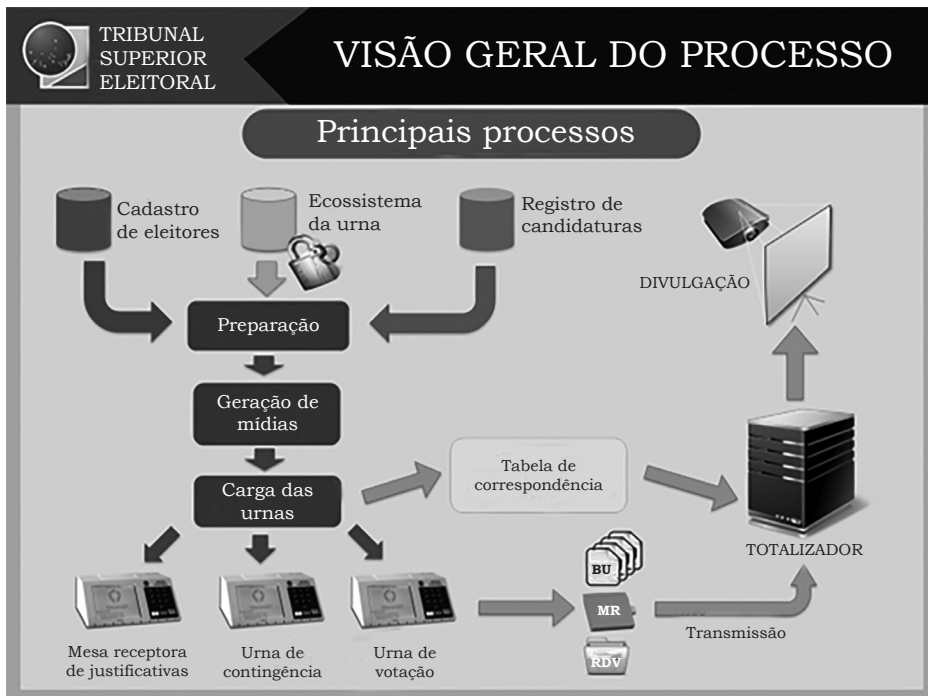 TRIBUNAL
SUPERIOR
ELEITORAL
VISÃO GERAL DO PROCESSO
Principais processos
Cadastro
de eleitores
Ecossistema
da urna
Registro de
candidaturas
DIVULGAÇÃO
Preparação
Geração de
mídias
Carga das
urnas
Tabela de
correspondência
TOTALIZADOR
BU
MR
RDV
Transmissão
Mesa receptora
de justificativas
Urna de
contingência
Urna de
votação